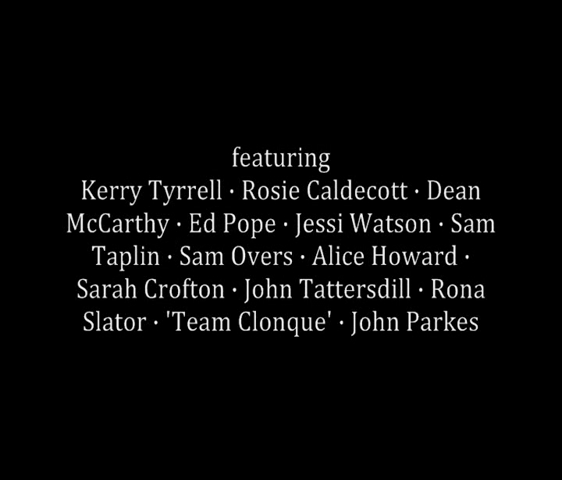 featuring
Kerry Tyrrell · Rosie Caldecott · Dean
McCarthy · Ed Pope · Jessi Watson · Sam
Taplin · Sam Overs · Alice Howard ·
Sarah Crofton · John Tattersdill · Rona
Slator · 'Team Clonque' · John Parkes